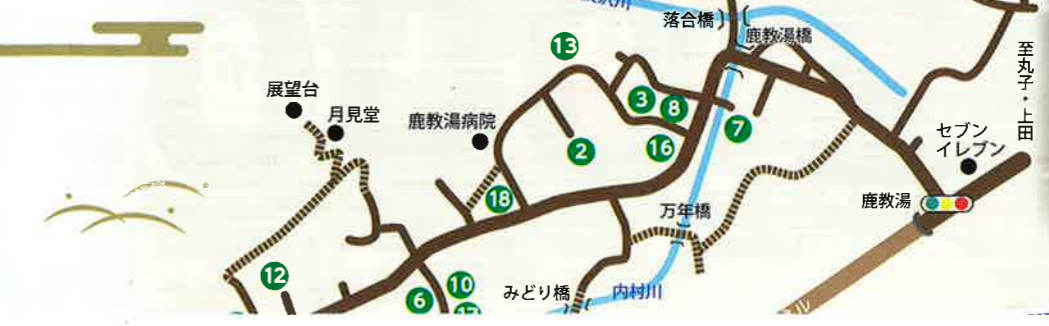 落合橋
鹿教湯橋
13
至丸子・上田
展望台
月見堂
鹿教湯病院
3
8
7
セブン
イレブン
2
16
18
鹿教湯
万年橋
12
10
6
みどり橋
内村川